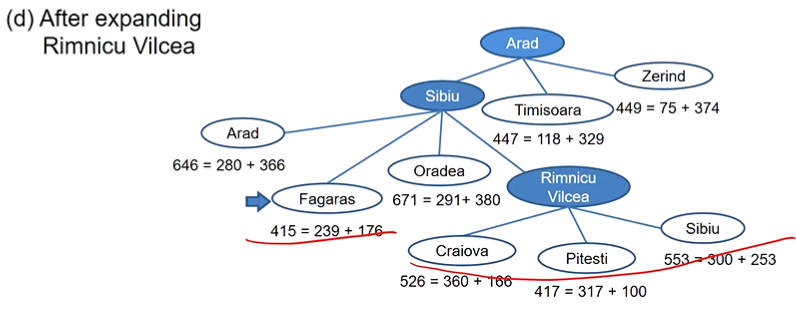 (d) After expanding
Rimnicu Vilcea
Arad
Zerind
449 = 75 + 374
Sibiu
Timisoara
447 = 118 + 329
Arad
646 = 280 + 366
Oradea
671 = 291+ 380
Rimnicu
Vilcea
Fagaras
415 = 239 + 176
Sibiu
553 = 300 + 253
Craiova
526 = 360 + 166
Pitesti
417 = 317 + 100